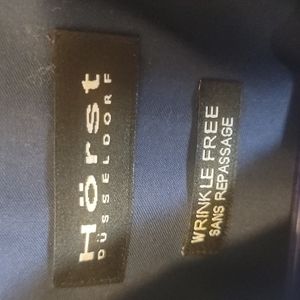 Hörst
DÜSSELDORF
WRINKLE FREE
SANS REPASSAGE